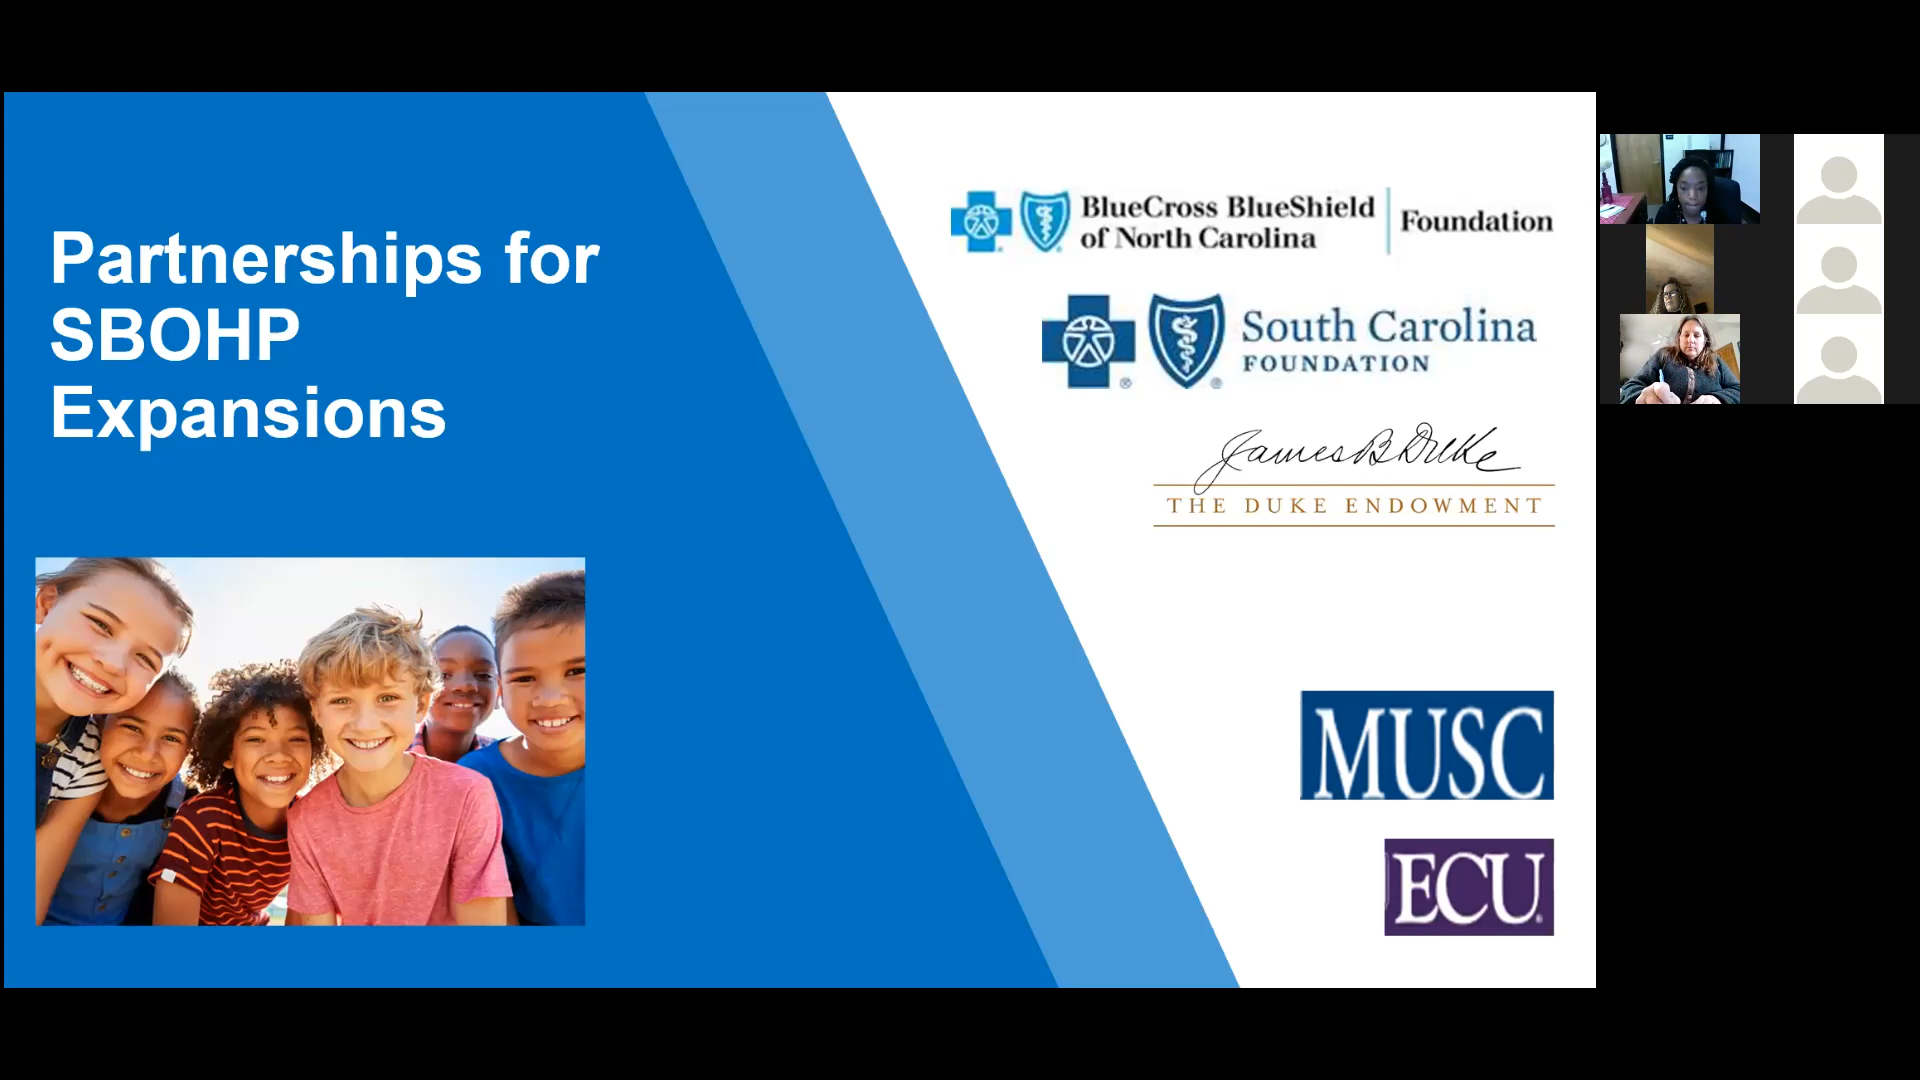 Partnerships for
SBOHP
Expansions
BlueCross BlueShield
of North Carolina
Foundation
South Carolina
FOUNDATION
James B Duke
THE DUKE ENDOWMENT
MUSC
ECU